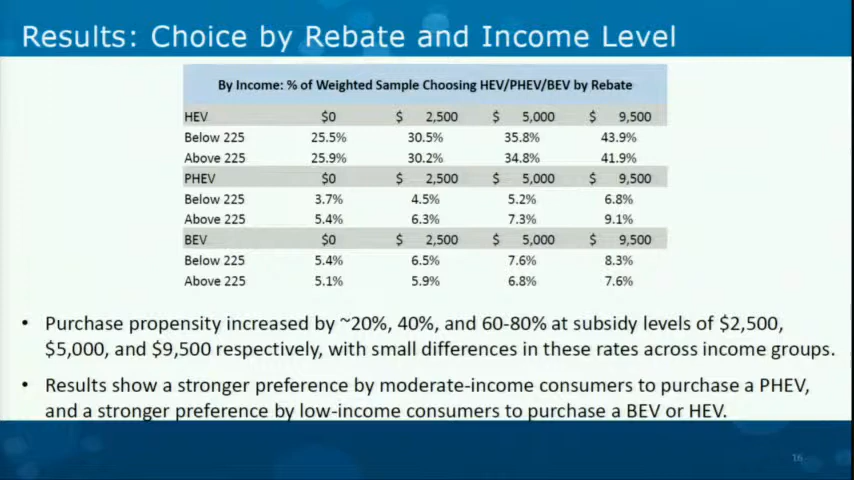 Results: Choice by Rebate and Income Level
By Income: % of Weighted Sample Choosing HEV/PHEV/BEV by Rebate
HEV $0 $ 2,500 $ 5,000 $ 9,500
Below 225 25.5% 30.5% 35.8% 43.9%
Above 225 25.9% 30.2% 34.8% 41.9%
PHEV $0 $ 2,500 $ 5,000 $ 9,500
Below 225 3.7% 4.5% 5.2% 6.8%
Above 225 5.4% 6.3% 7.3% 9.1%
BEV $0 $ 2,500 $ 5,000 $ 9,500
Below 225 5.4% 6.5% 7.6% 8.3%
Above 225 5.1% 5.9% 6.8% 7.6%
• Purchase propensity increased by ~20%, 40%, and 60-80% at subsidy levels of $2,500,
$5,000, and $9,500 respectively, with small differences in these rates across income groups.
• Results show a stronger preference by moderate-income consumers to purchase a PHEV,
and a stronger preference by low-income consumers to purchase a BEV or HEV.
16